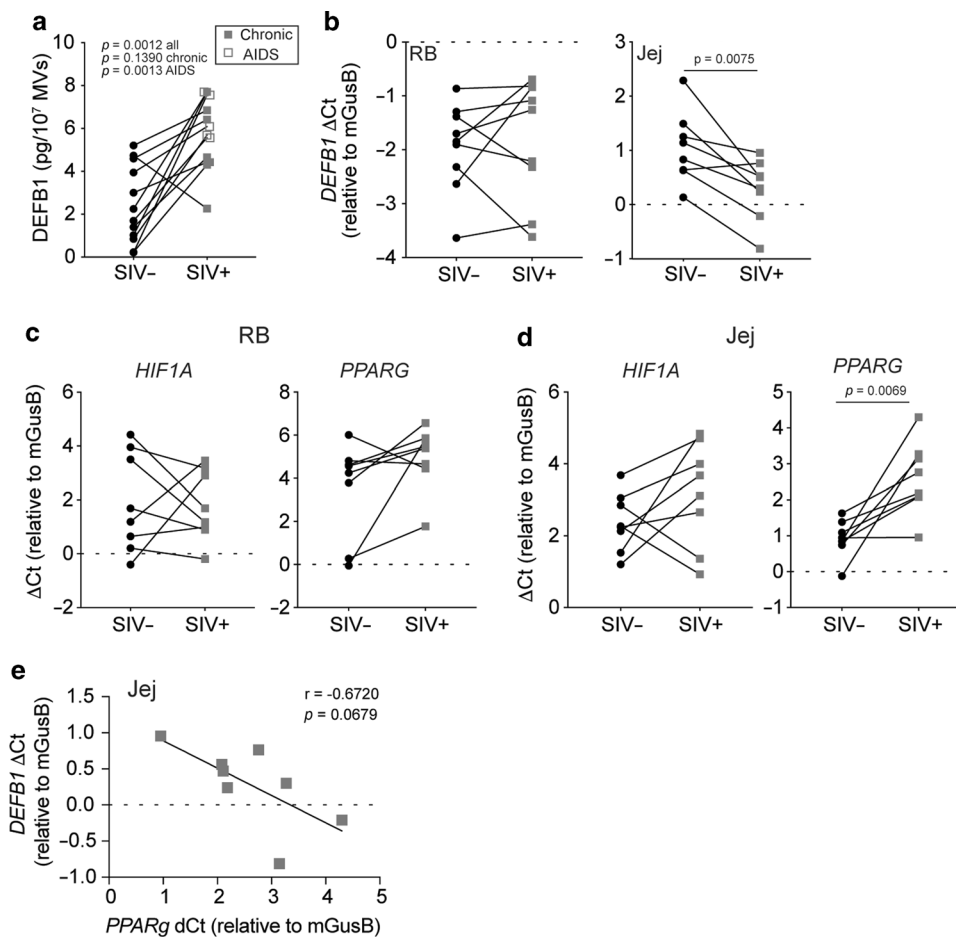 a
p = 0.0012 all
p = 0.1390 chronic
p = 0.0013 AIDS
Chronic
AIDS
DEFB1 (pg/10⁷ MVs)
10
8
6
4
2
0
SIV– SIV+
b
RB
DEFB1 ΔCt
(relative to mGusB)
0
–1
–2
–3
–4
SIV– SIV+
Jej
p = 0.0075
3
2
1
0
–1
SIV– SIV+
c
RB
HIF1A
ΔCt (relative to mGusB)
6
4
2
0
–2
SIV– SIV+
PPARG
8
6
4
2
0
–2
SIV– SIV+
d
Jej
HIF1A
ΔCt (relative to mGusB)
6
4
2
0
SIV– SIV+
PPARG
p = 0.0069
5
4
3
2
1
0
–1
SIV– SIV+
e
Jej
r = -0.6720
p = 0.0679
DEFB1 ΔCt
(relative to mGusB)
1.5
1.0
0.5
0.0
–0.5
–1.0
0 1 2 3 4 5
PPARg dCt (relative to mGusB)